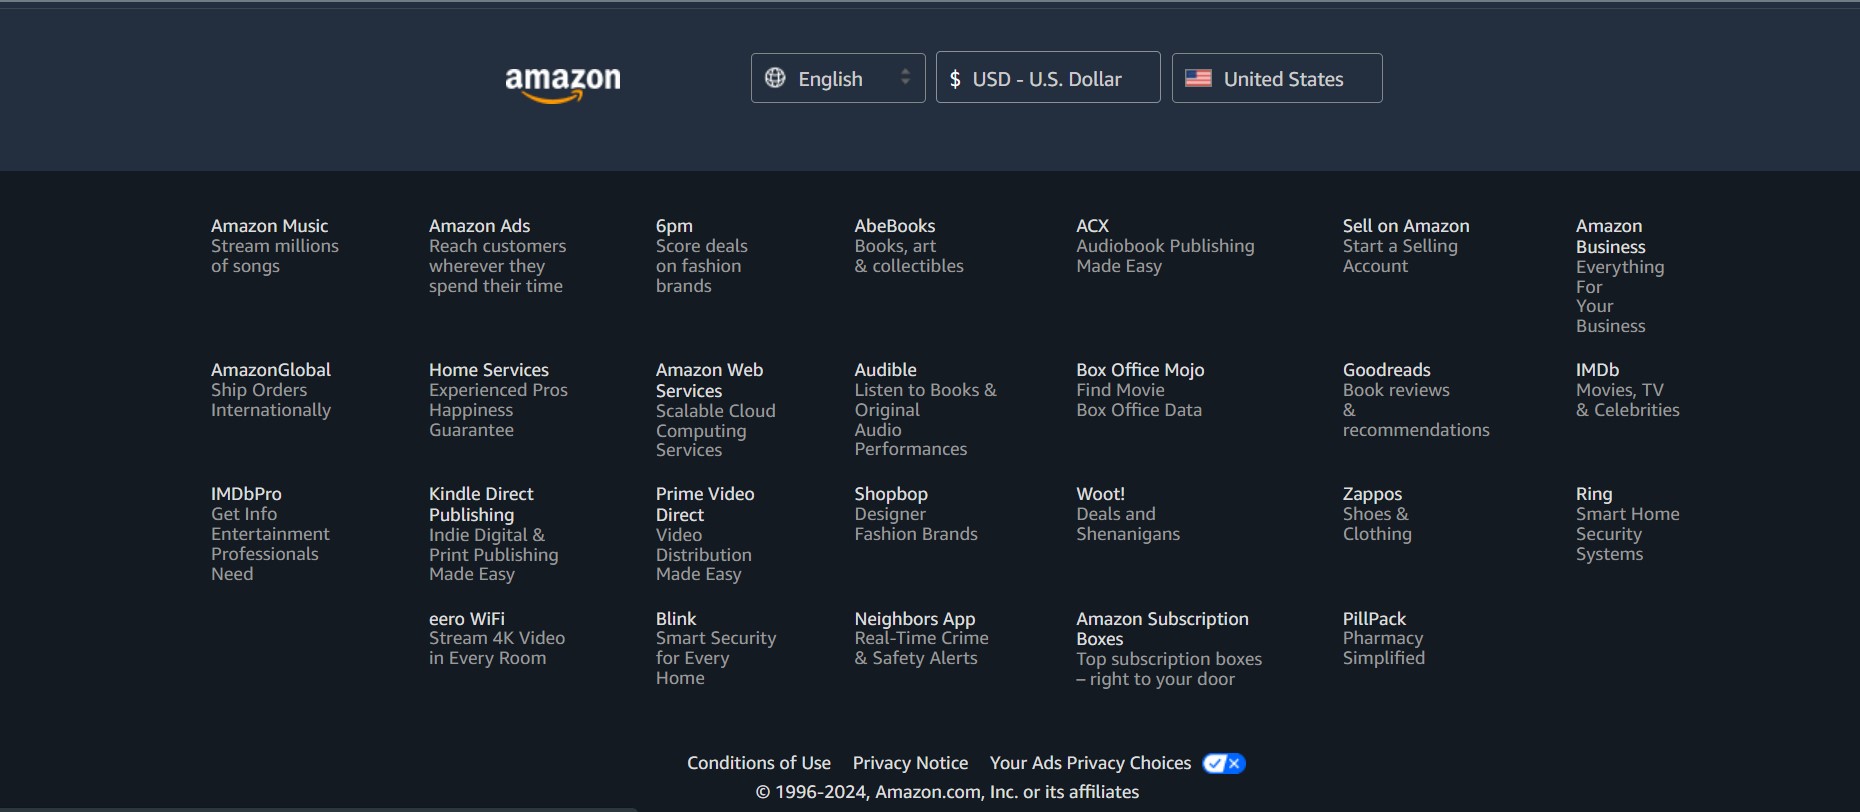 amazon
English
$ USD - U.S. Dollar
United States
Amazon Music
Stream millions
of songs
Amazon Ads
Reach customers
wherever they
spend their time
6pm
Score deals
on fashion
brands
AbeBooks
Books, art
& collectibles
ACX
Audiobook Publishing
Made Easy
Sell on Amazon
Start a Selling
Account
Amazon
Business
Everything
For
Your
Business
AmazonGlobal
Ship Orders
Internationally
Home Services
Experienced Pros
Happiness
Guarantee
Amazon Web
Services
Scalable Cloud
Computing
Services
Audible
Listen to Books &
Original
Audio
Performances
Box Office Mojo
Find Movie
Box Office Data
Goodreads
Book reviews
&
recommendations
IMDb
Movies, TV
& Celebrities
IMDbPro
Get Info
Entertainment
Professionals
Need
Kindle Direct
Publishing
Indie Digital &
Print Publishing
Made Easy
Prime Video
Direct
Video
Distribution
Made Easy
Shopbop
Designer
Fashion Brands
Woot!
Deals and
Shenanigans
Zappos
Shoes &
Clothing
Ring
Smart Home
Security
Systems
eero WiFi
Stream 4K Video
in Every Room
Blink
Smart Security
for Every
Home
Neighbors App
Real-Time Crime
& Safety Alerts
Amazon Subscription
Boxes
Top subscription boxes
– right to your door
PillPack
Pharmacy
Simplified
Conditions of Use
Privacy Notice
Your Ads Privacy Choices
© 1996-2024, Amazon.com, Inc. or its affiliates